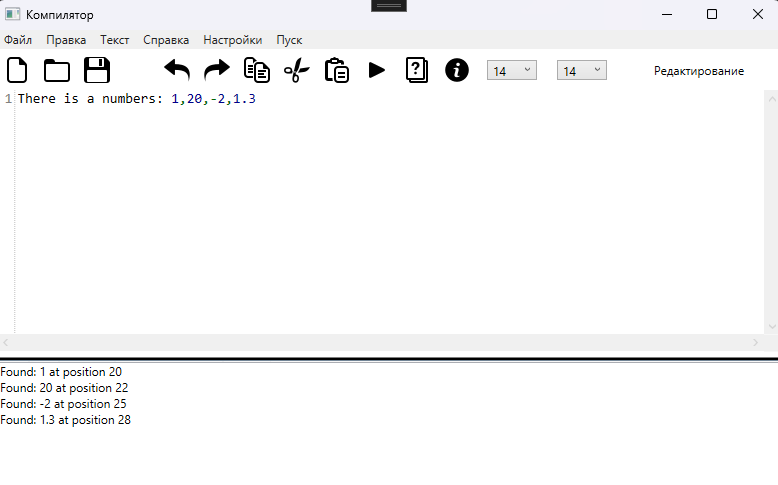 Компилятор
Файл Правка Текст Справка Настройки Пуск
14 14 Редактирование
1 There is a numbers: 1,20,-2,1.3
Found: 1 at position 20
Found: 20 at position 22
Found: -2 at position 25
Found: 1.3 at position 28